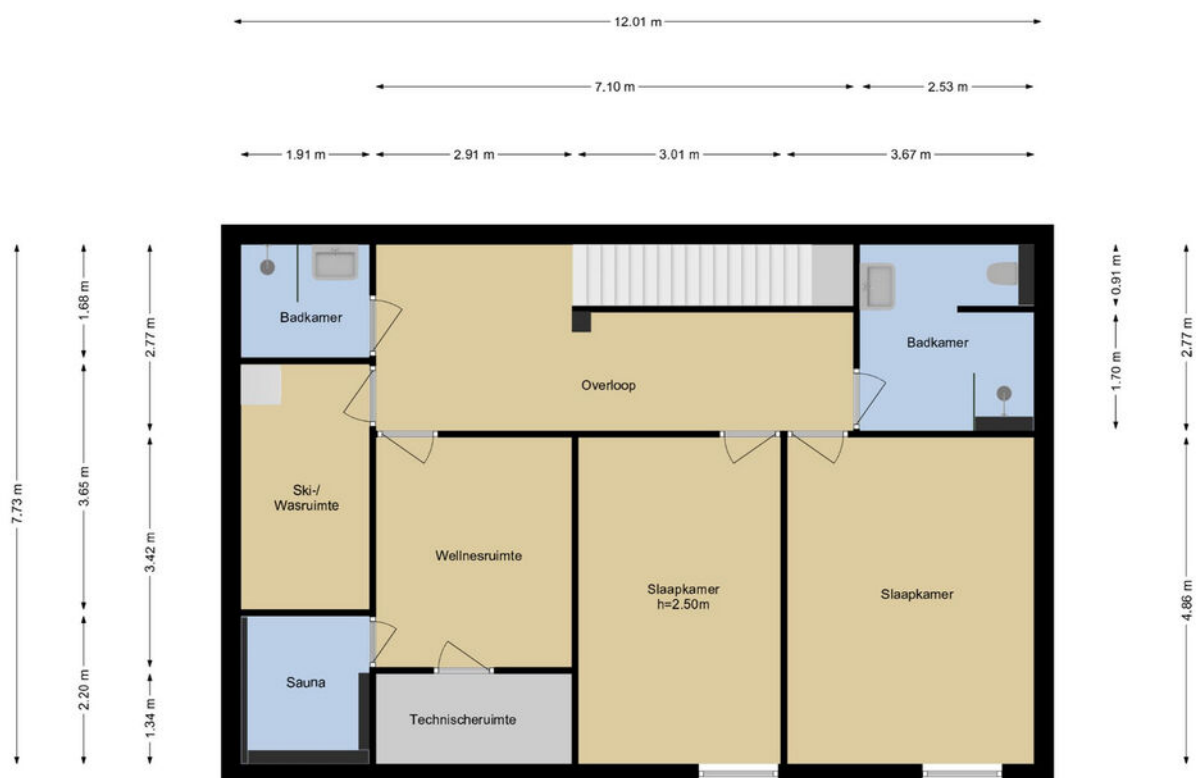 12.01 m
7.10 m
2.53 m
1.91 m
2.91 m
3.01 m
3.67 m
7.73 m
1.68 m
3.65 m
2.20 m
2.77 m
3.42 m
1.34 m
Badkamer
Overloop
Badkamer
Ski-/
Wasruimte
Wellnesruimte
Slaapkamer
h=2.50m
Slaapkamer
Sauna
Technischeruimte
0.91 m
1.70 m
2.77 m
4.86 m